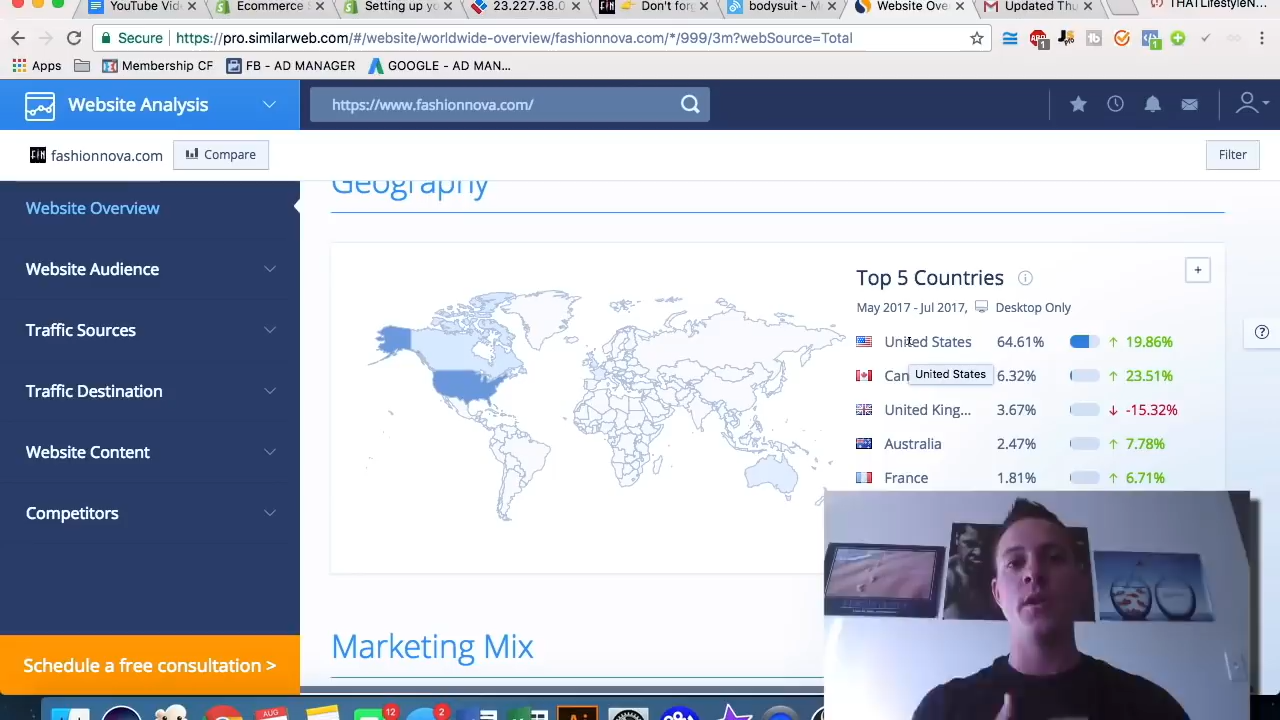 YouTube Vid
Ecommerce
Setting up yo
23.227.38.0
Don't forg
bodysuit - M
Website Ove
Updated Thu
THATLifestyleN
Secure
https://pro.similarweb.com/#/website/worldwide-overview/fashionnova.com/*/999/3m?webSource=Total
Apps
Membership CF
FB - AD MANAGER
GOOGLE - AD MAN...
Website Analysis
https://www.fashionnova.com/
fashionnova.com
Compare
Filter
Website Overview
Website Audience
Traffic Sources
Traffic Destination
Website Content
Competitors
Schedule a free consultation >
Geography
Top 5 Countries
May 2017 - Jul 2017, Desktop Only
United States 64.61% ↑ 19.86%
United States
Can 6.32% ↑ 23.51%
United King... 3.67% ↓ -15.32%
Australia 2.47% ↑ 7.78%
France 1.81% ↑ 6.71%
Marketing Mix
AUG
12
2